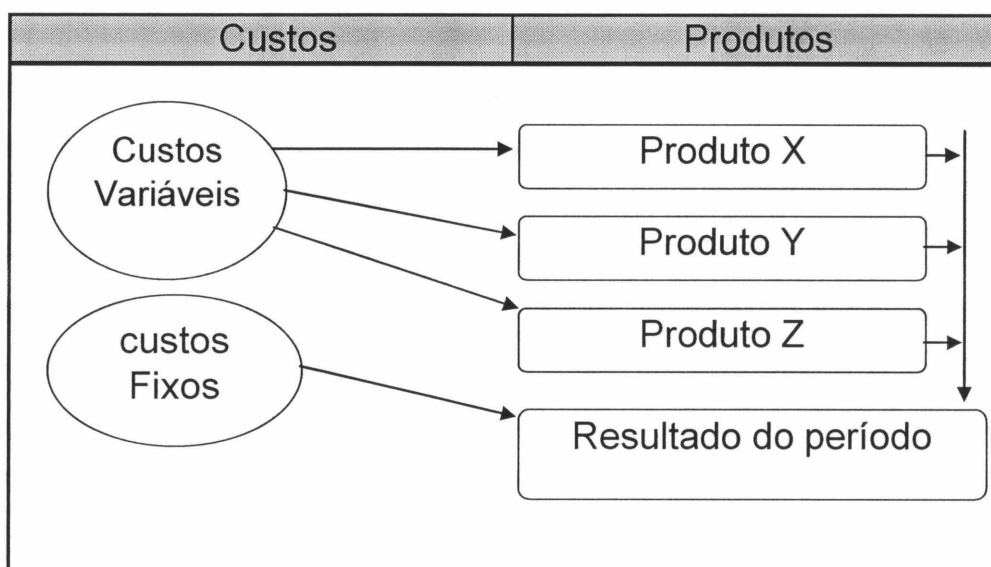 Custos
Produtos
Custos
Variáveis
Produto X
Produto Y
Produto Z
custos
Fixos
Resultado do período